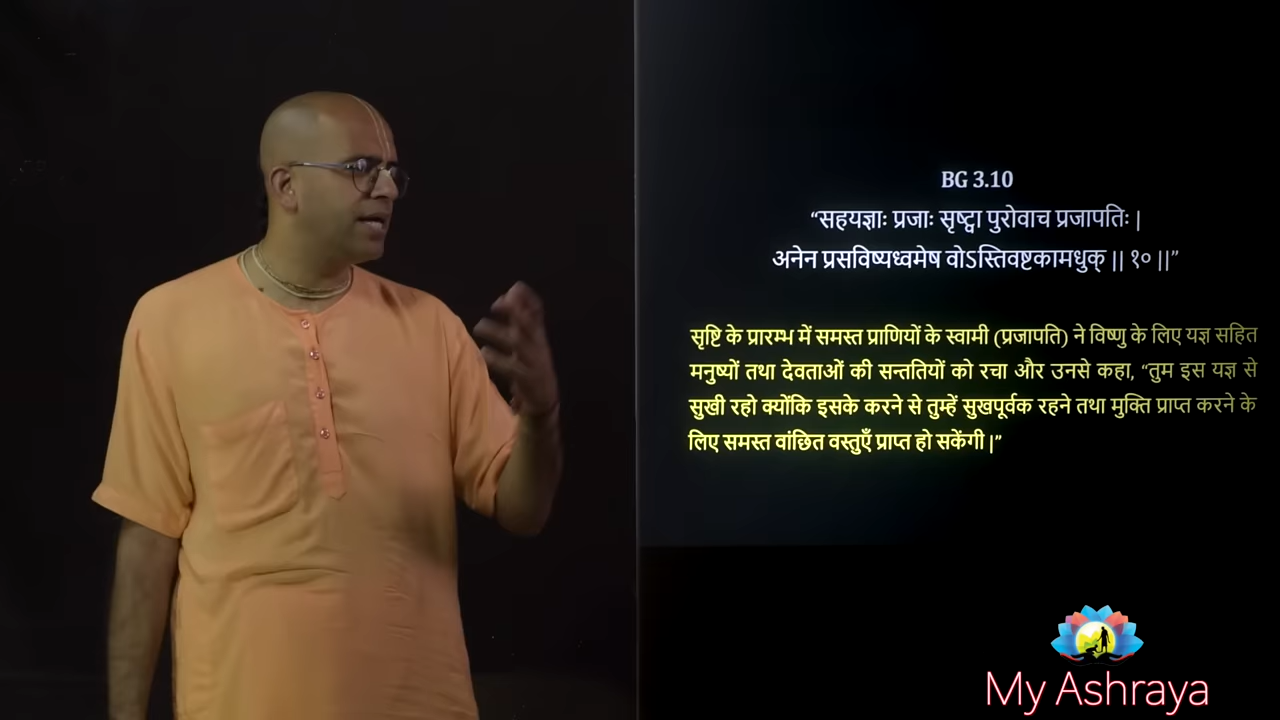 BG 3.10
“सहयज्ञाः प्रजाः सृष्ट्वा पुरोवाच प्रजापतिः |
अनेन प्रसविष्यध्वमेष वोऽस्तिवष्टकामधुक् || १० ||”
सृष्टि के प्रारम्भ में समस्त प्राणियों के स्वामी (प्रजापति) ने विष्णु के लिए यज्ञ सहित
मनुष्यों तथा देवताओं की सन्ततियों को रचा और उनसे कहा, “तुम इस यज्ञ से
सुखी रहो क्योंकि इसके करने से तुम्हें सुखपूर्वक रहने तथा मुक्ति प्राप्त करने के
लिए समस्त वांछित वस्तुएँ प्राप्त हो सकेंगी |”
My Ashraya